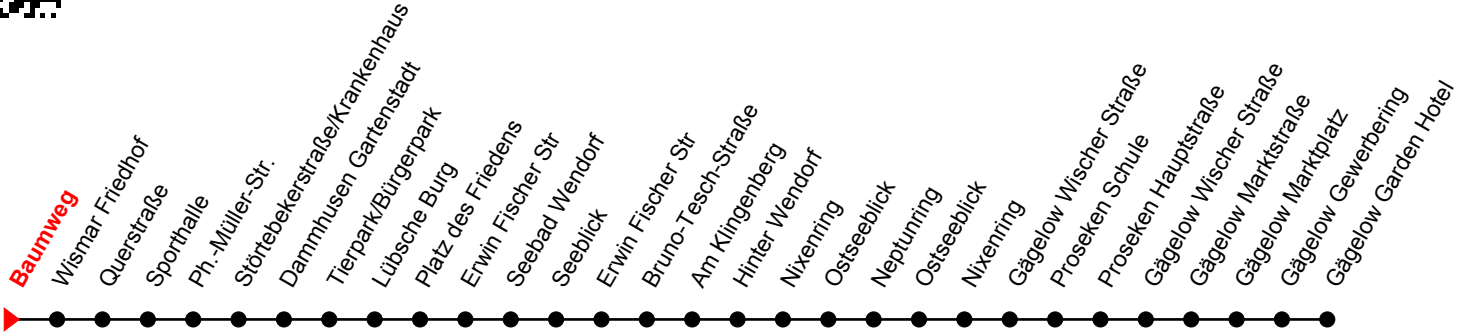 Baumweg
Wismar Friedhof
Querstraße
Sporthalle
Ph.-Müller-Str.
Störtebekerstraße/Krankenhaus
Dammhusen Gartenstadt
Tierpark/Bürgerpark
Lübsche Burg
Platz des Friedens
Erwin Fischer Str
Seebad Wendorf
Seeblick
Erwin Fischer Str
Bruno-Tesch-Straße
Am Klingenberg
Hinter Wendorf
Nixenring
Ostseeblick
Neptunring
Ostseeblick
Nixenring
Gägelow Wischer Straße
Proseken Schule
Proseken Hauptstraße
Gägelow Wischer Straße
Gägelow Marktstraße
Gägelow Marktplatz
Gägelow Gewerbering
Gägelow Garden Hotel